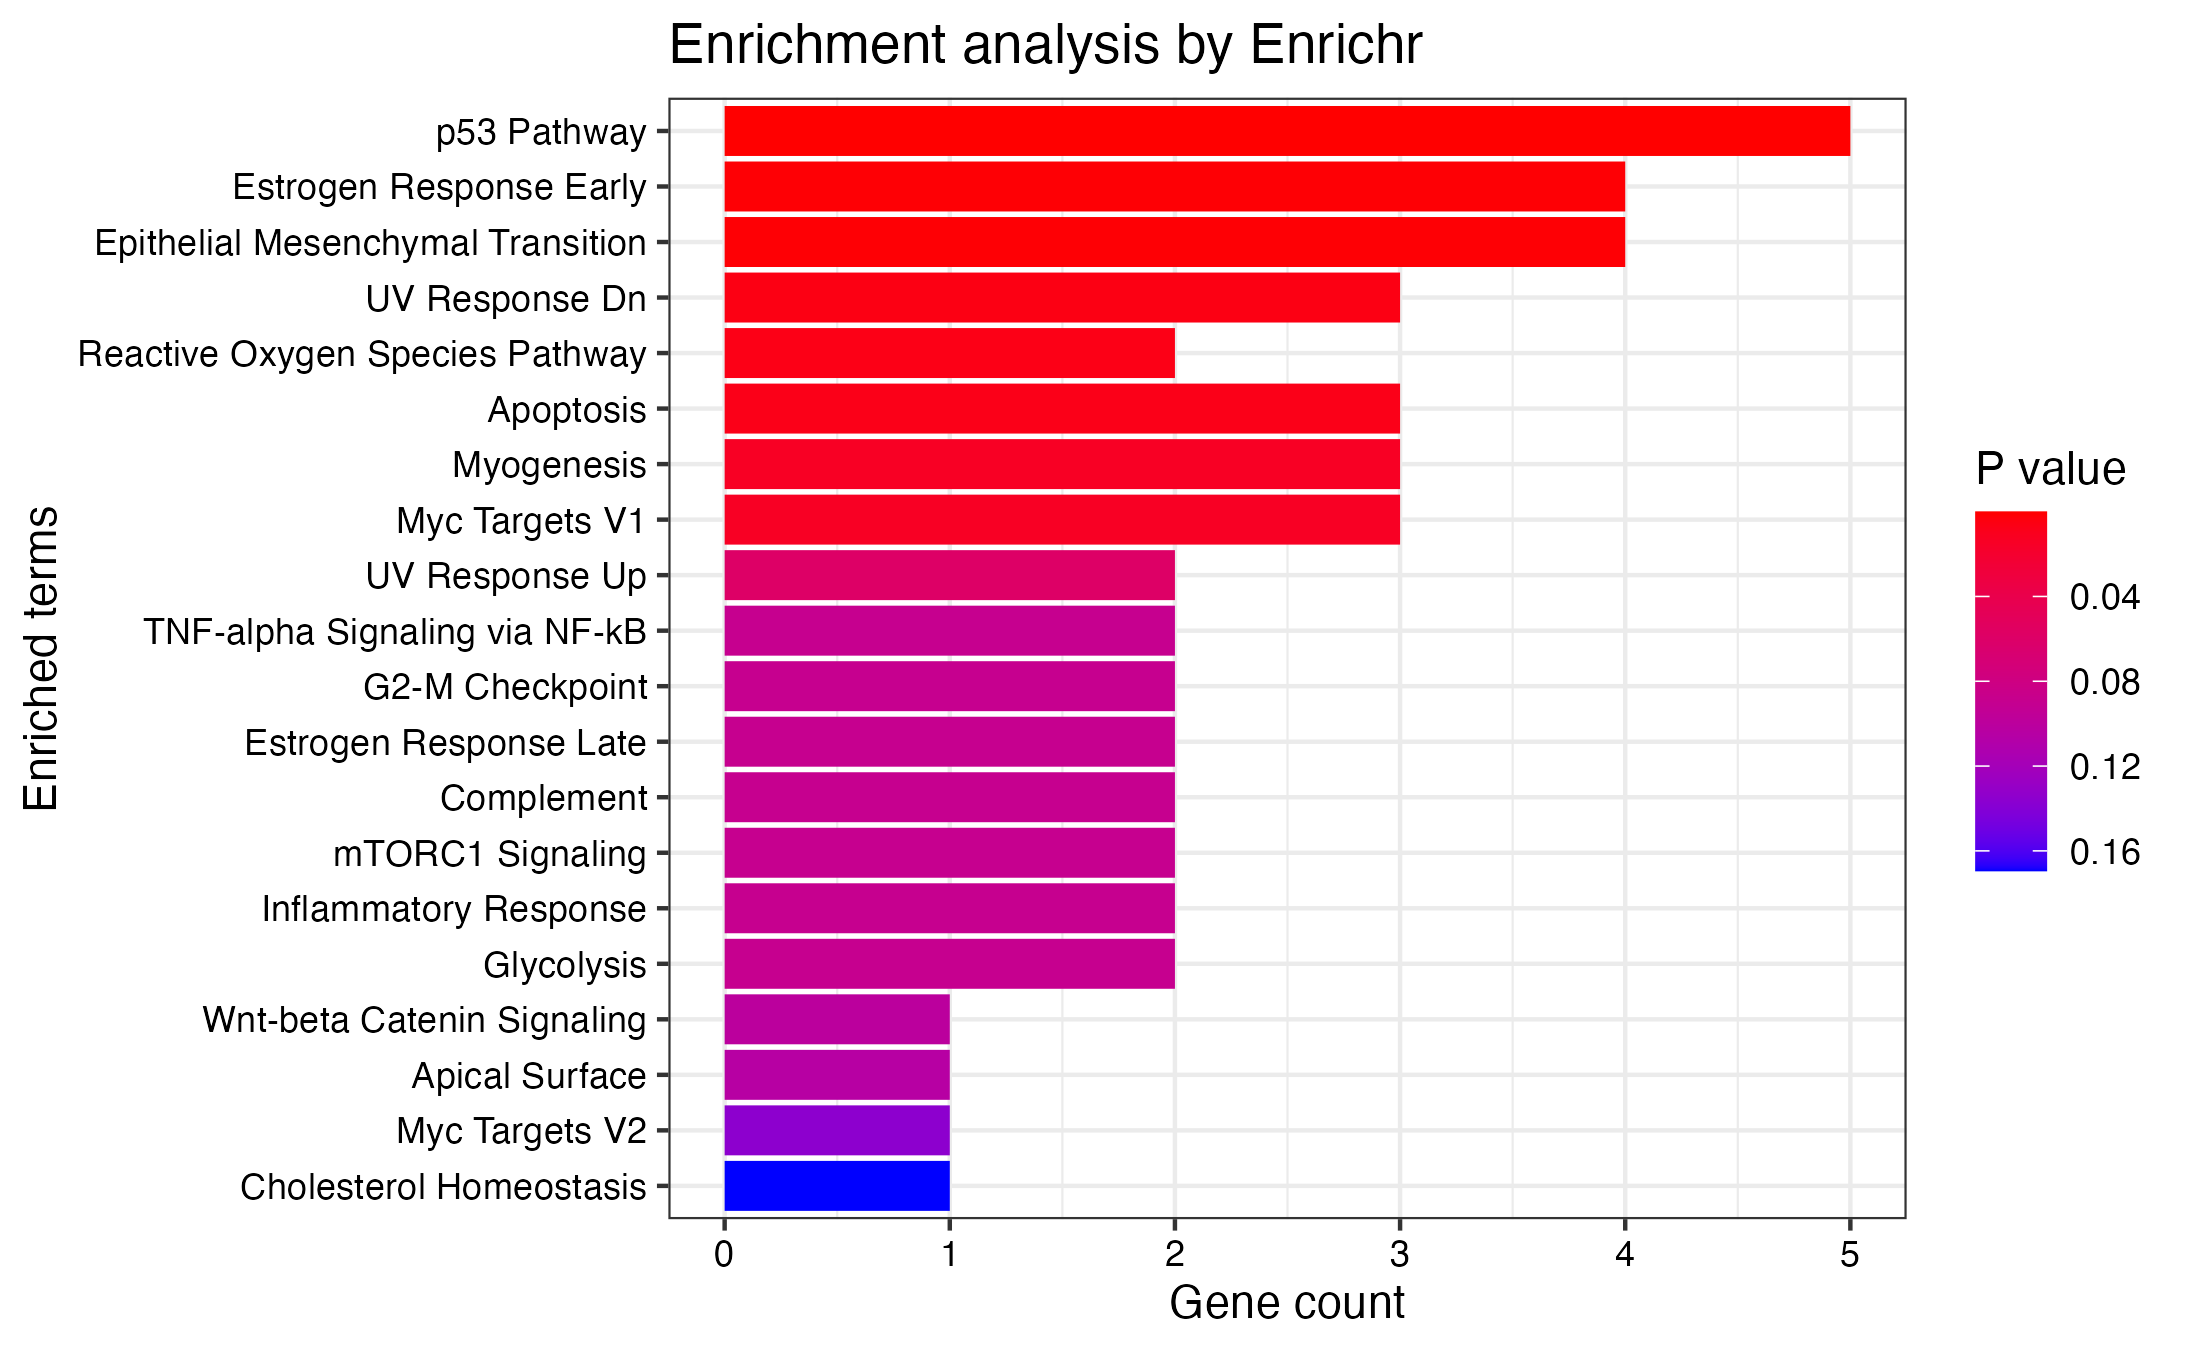 Enrichment analysis by Enrichr
Enriched terms
p53 Pathway
Estrogen Response Early
Epithelial Mesenchymal Transition
UV Response Dn
Reactive Oxygen Species Pathway
Apoptosis
Myogenesis
Myc Targets V1
UV Response Up
TNF-alpha Signaling via NF-kB
G2-M Checkpoint
Estrogen Response Late
Complement
mTORC1 Signaling
Inflammatory Response
Glycolysis
Wnt-beta Catenin Signaling
Apical Surface
Myc Targets V2
Cholesterol Homeostasis
0 1 2 3 4 5
Gene count
P value
0.04
0.08
0.12
0.16